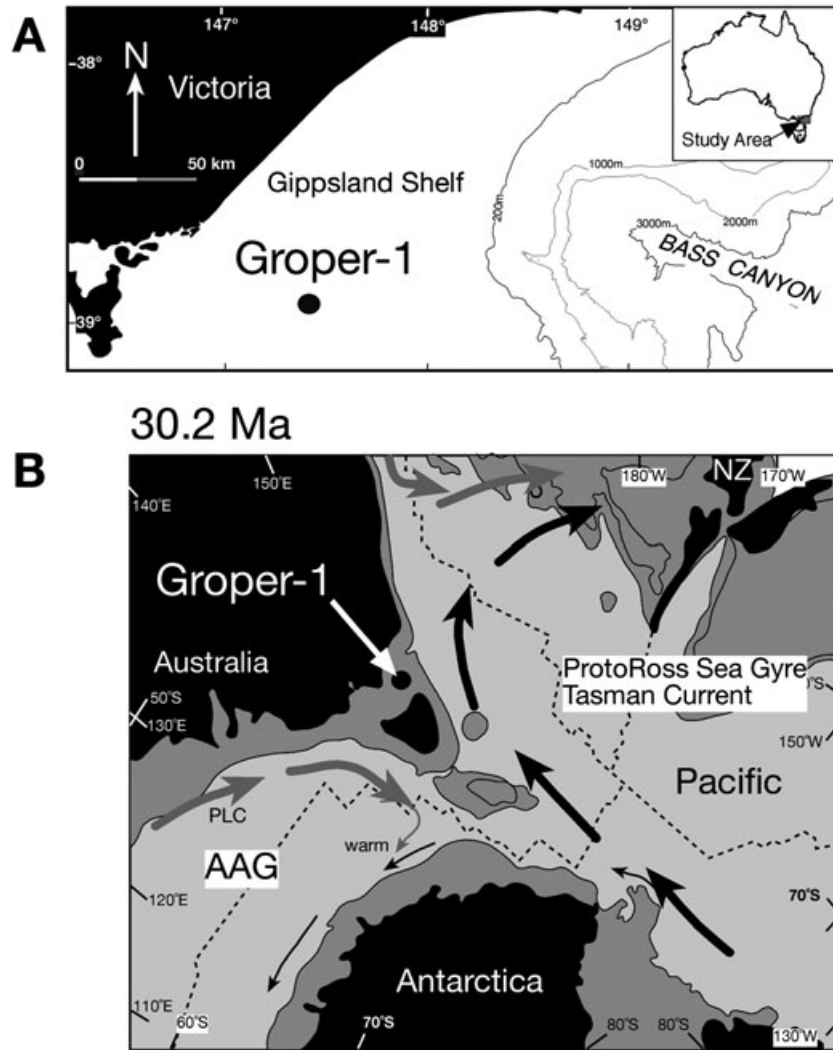 A
147°
148°
149°
-38°
N
Victoria
0
50 km
Study Area
Gippsland Shelf
200m
1000m
2000m
3000m
BASS CANYON
Groper-1
-39°
30.2 Ma
B
150°E
140°E
180°W
NZ
170°W
Groper-1
Australia
ProtoRoss Sea Gyre
Tasman Current
50°S
130°E
150°W
Pacific
PLC
warm
AAG
120°E
70°S
Antarctica
110°E
60°S
70°S
80°S
80°S
130°W